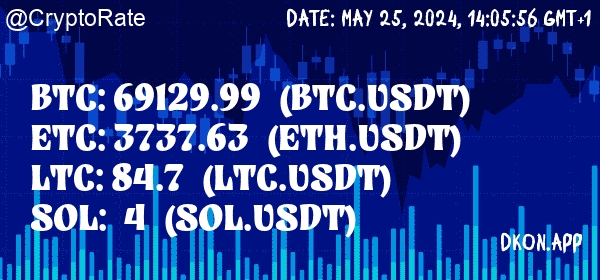 @CryptoRate
DATE: MAY 25, 2024, 14:05:56 GMT+1
BTC: 69129.99 (BTC.USDT)
ETC: 3737.63 (ETH.USDT)
LTC: 84.7 (LTC.USDT)
SOL: 4 (SOL.USDT)
DKON.APP